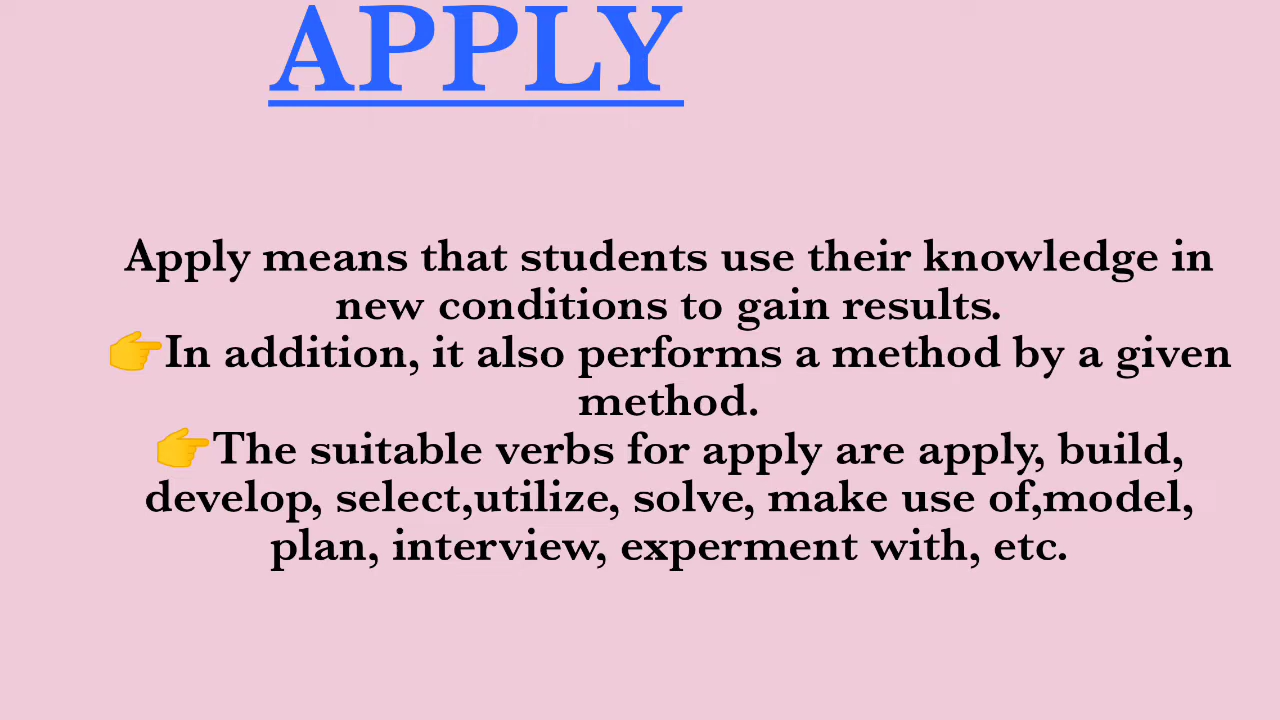 APPLY
Apply means that students use their knowledge in
new conditions to gain results.
👉In addition, it also performs a method by a given
method.
👉The suitable verbs for apply are apply, build,
develop, select,utilize, solve, make use of,model,
plan, interview, experment with, etc.